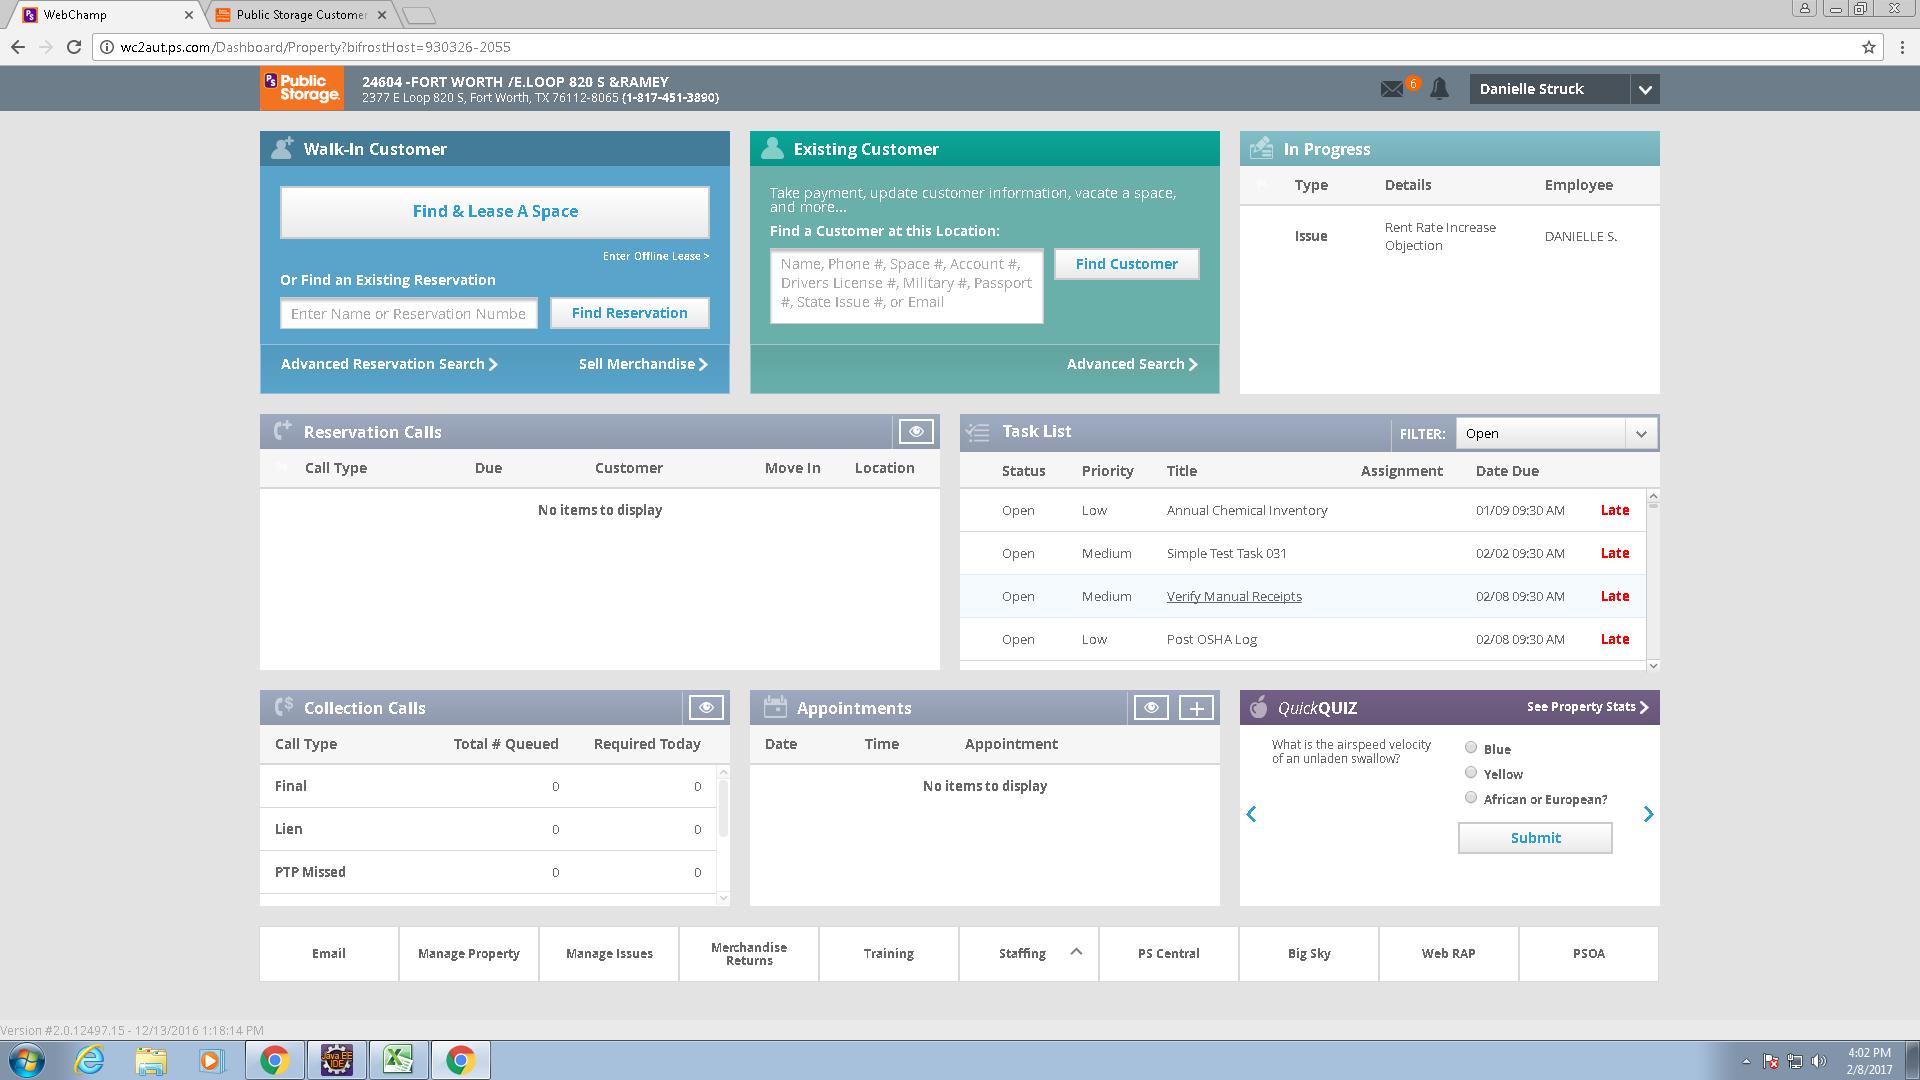 WebChamp
Public Storage Customer
wc2aut.ps.com/Dashboard/Property?bifrostHost=930326-2055
PS Public Storage.
24604 -FORT WORTH /E.LOOP 820 S &RAMEY
2377 E Loop 820 S, Fort Worth, TX 76112-8065 (1-817-451-3890)
6
Danielle Struck
Walk-In Customer
Find & Lease A Space
Enter Offline Lease >
Or Find an Existing Reservation
Enter Name or Reservation Numbe
Find Reservation
Advanced Reservation Search
Sell Merchandise
Existing Customer
Take payment, update customer information, vacate a space,
and more...
Find a Customer at this Location:
Name, Phone #, Space #, Account #,
Drivers License #, Military #, Passport
#, State Issue #, or Email
Find Customer
Advanced Search
In Progress
Type Details Employee
Issue Rent Rate Increase Objection DANIELLE S.
Reservation Calls
Call Type Due Customer Move In Location
No items to display
Task List
FILTER: Open
Status Priority Title Assignment Date Due
Open Low Annual Chemical Inventory 01/09 09:30 AM Late
Open Medium Simple Test Task 031 02/02 09:30 AM Late
Open Medium Verify Manual Receipts 02/08 09:30 AM Late
Open Low Post OSHA Log 02/08 09:30 AM Late
Collection Calls
Call Type Total # Queued Required Today
Final 0 0
Lien 0 0
PTP Missed 0 0
Appointments
Date Time Appointment
No items to display
QuickQUIZ
See Property Stats
What is the airspeed velocity
of an unladen swallow?
Blue
Yellow
African or European?
Submit
Email
Manage Property
Manage Issues
Merchandise
Returns
Training
Staffing
PS Central
Big Sky
Web RAP
PSOA
Version #2.0.12497.15 - 12/13/2016 1:18:14 PM
Java EE
IDE
4:02 PM
2/8/2017